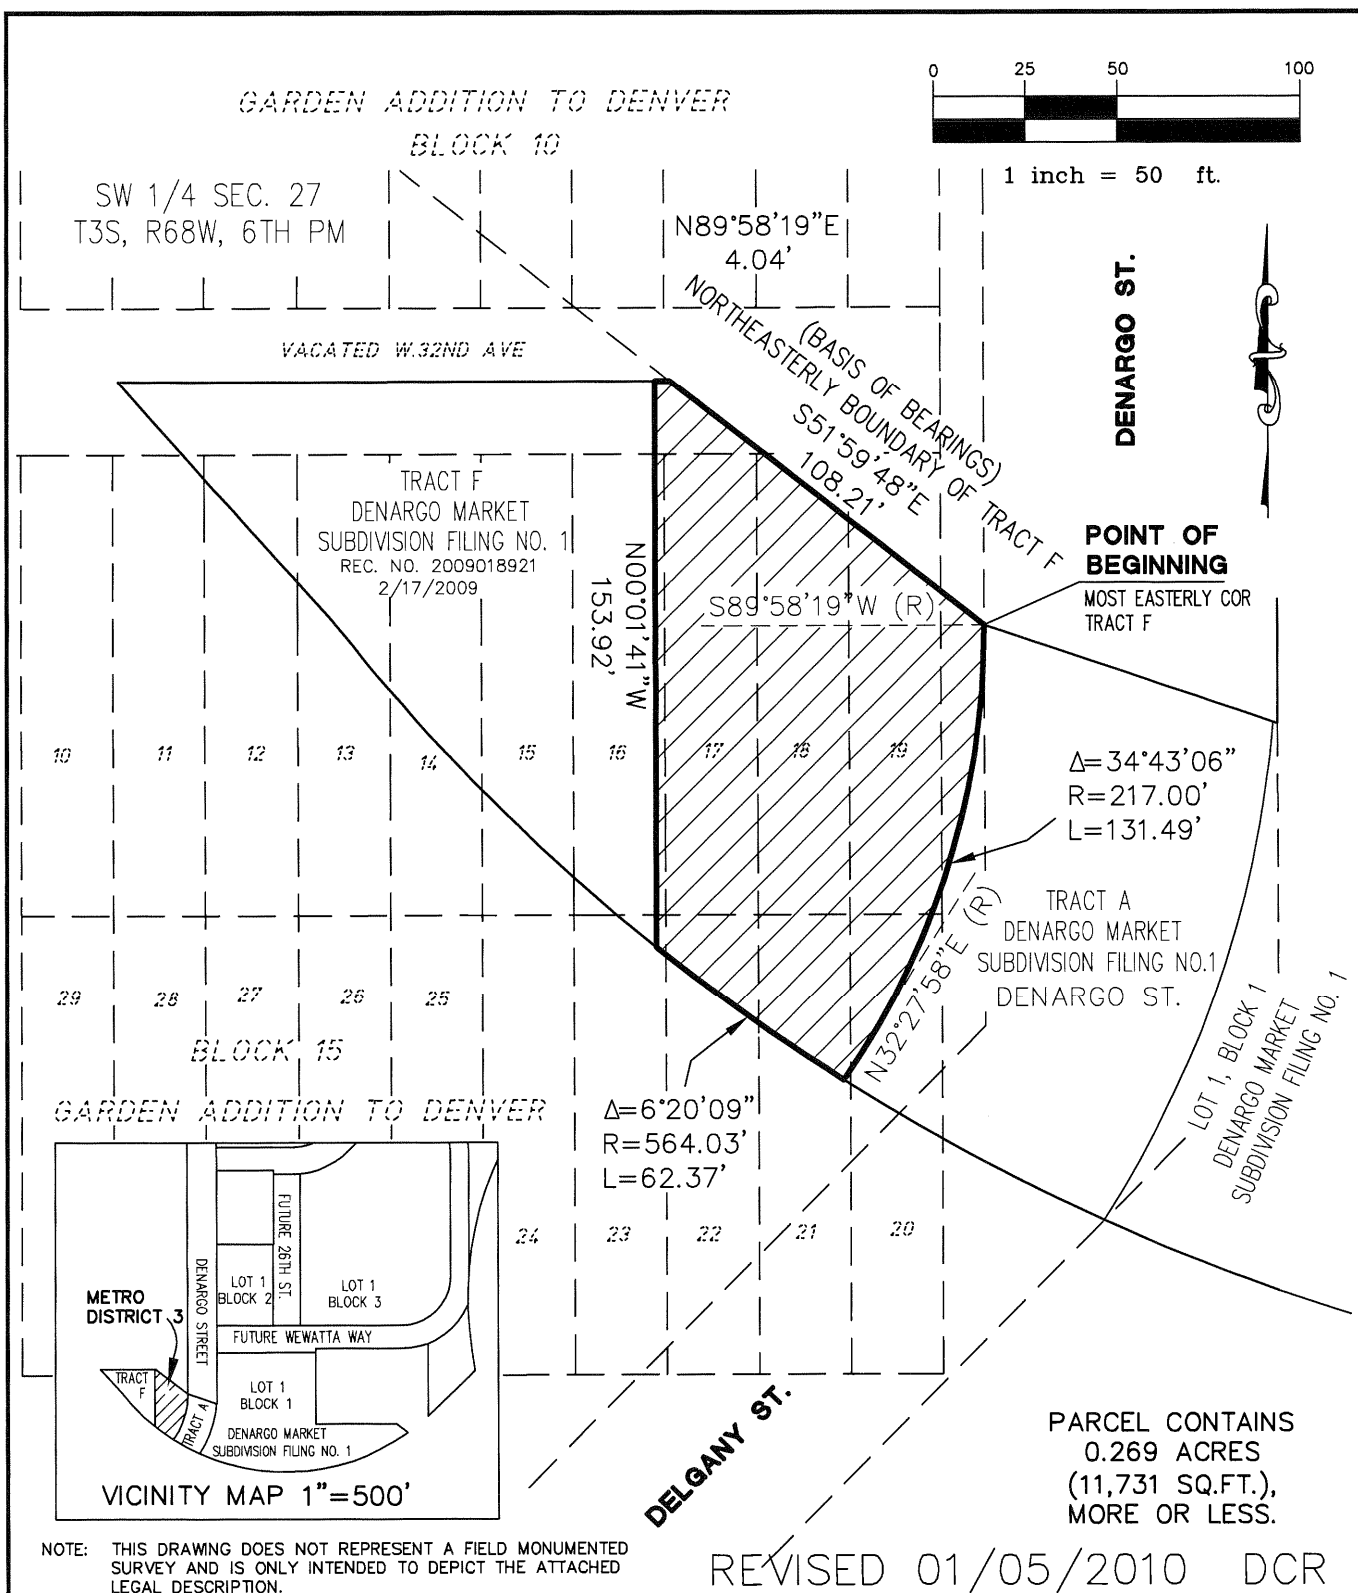 GARDEN ADDITION TO DENVER
BLOCK 10
0 25 50 100
1 inch = 50 ft.
SW 1/4 SEC. 27
T3S, R68W, 6TH PM
N89°58'19"E
4.04'
DENARGO ST.
VACATED W.32ND AVE
(BASIS OF BEARINGS)
NORTHEASTERLY BOUNDARY OF TRACT F
S51°59'48"E
108.21'
TRACT F
DENARGO MARKET
SUBDIVISION FILING NO. 1
REC. NO. 2009018921
2/17/2009
N00°01'41"W
153.92'
S89°58'19"W (R)
POINT OF
BEGINNING
MOST EASTERLY COR
TRACT F
10 11 12 13 14 15 16 17 18 19
Δ=34°43'06"
R=217.00'
L=131.49'
TRACT A
DENARGO MARKET
SUBDIVISION FILING NO.1
DENARGO ST.
N32°27'58"E (R)
LOT 1, BLOCK 1
DENARGO MARKET
SUBDIVISION FILING NO. 1
29 28 27 26 25
BLOCK 15
GARDEN ADDITION TO DENVER
Δ=6°20'09"
R=564.03'
L=62.37'
24 23 22 21 20
DENARGO STREET
FUTURE 26TH ST.
LOT 1
BLOCK 2
LOT 1
BLOCK 3
METRO
DISTRICT 3
FUTURE WEWATTA WAY
TRACT
F
TRACT A
LOT 1
BLOCK 1
DENARGO MARKET
SUBDIVISION FILING NO. 1
VICINITY MAP 1"=500'
DELGANY ST.
PARCEL CONTAINS
0.269 ACRES
(11,731 SQ.FT.),
MORE OR LESS.
NOTE: THIS DRAWING DOES NOT REPRESENT A FIELD MONUMENTED
SURVEY AND IS ONLY INTENDED TO DEPICT THE ATTACHED
LEGAL DESCRIPTION.
REVISED 01/05/2010 DCR